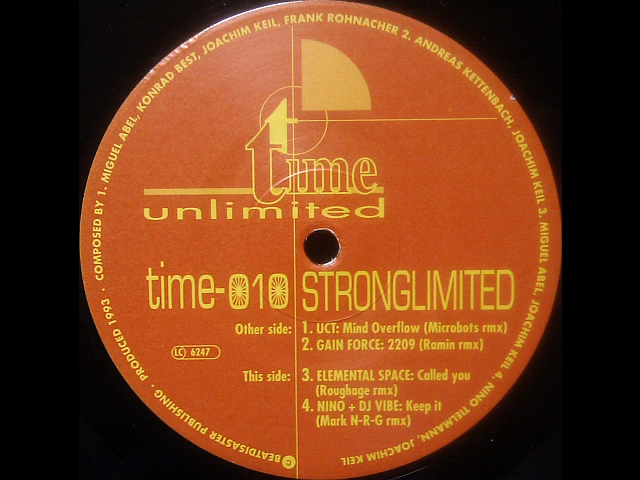 time
unlimited
time-010 STRONGLIMITED
Other side: 1. UCT: Mind Overflow (Microbots rmx)
2. GAIN FORCE: 2209 (Ramin rmx)
LC 6247
This side: 3. ELEMENTAL SPACE: Called you
(Roughage rmx)
4. NINO + DJ VIBE: Keep it
(Mark N-R-G rmx)
© BEATDISASTER PUBLISHING · PRODUCED 1993 · COMPOSED BY 1. MIGUEL ABEL, KONRAD BEST, JOACHIM KEIL, FRANK ROHNACHER 2. ANDREAS KETTENBACH, JOACHIM KEIL 3. MIGUEL ABEL, JOACHIM KEIL 4. NINO TIELMANN, JOACHIM KEIL